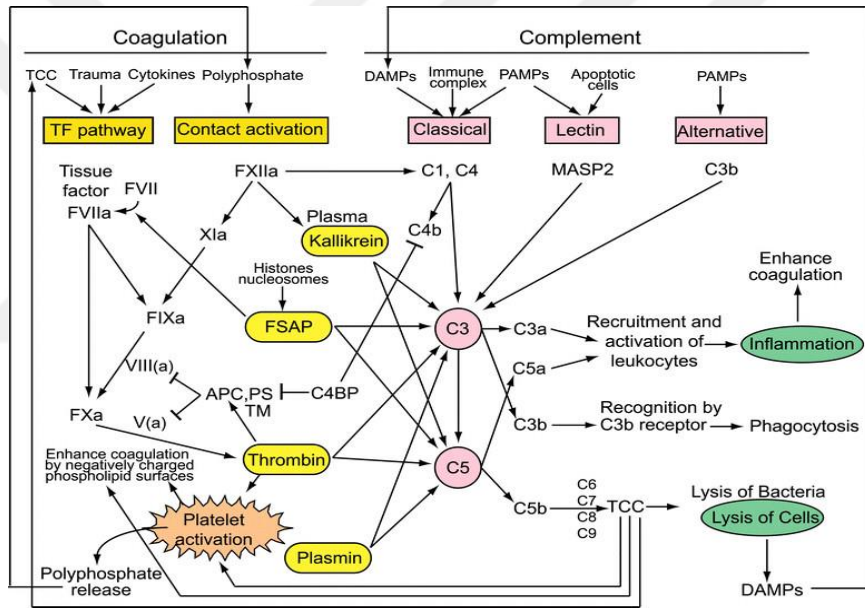 Coagulation
Complement
TCC
Trauma
Cytokines
Polyphosphate
DAMPs
Immune
complex
PAMPs
Apoptotic
cells
PAMPs
TF pathway
Contact activation
Classical
Lectin
Alternative
Tissue
factor
FVII
FVIIa
FXIIa
C1, C4
MASP2
C3b
XIa
Plasma
Kallikrein
C4b
Histones
nucleosomes
Enhance
coagulation
FIXa
FSAP
C3
C3a
Recruitment and
activation of
leukocytes
Inflammation
VIII(a)
C5a
FXa
V(a)
APC,PS
TM
C4BP
C3b
Recognition by
C3b receptor
Phagocytosis
Enhance coagulation
by negatively charged
phospholipid surfaces
Thrombin
C5
Platelet
activation
Plasmin
C5b
C6
C7
C8
C9
TCC
Lysis of Bacteria
Lysis of Cells
Polyphosphate
release
DAMPs